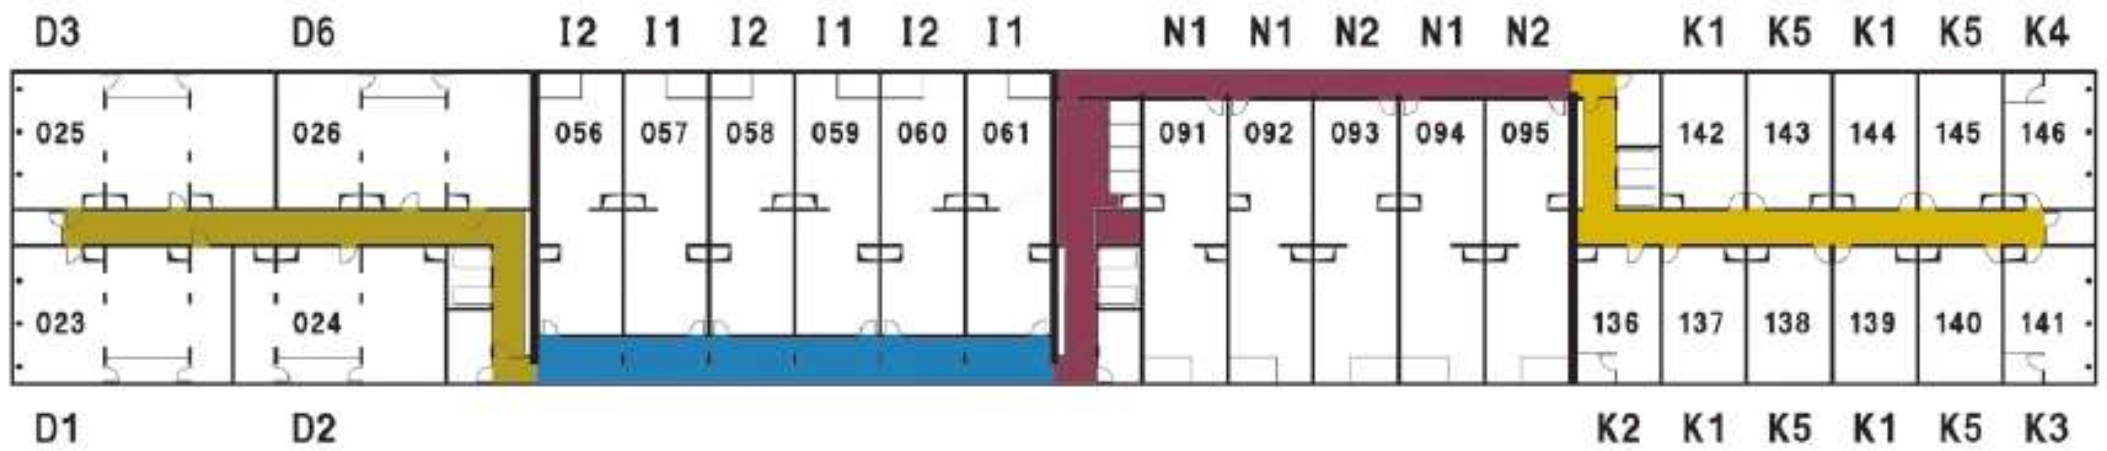 D3 D6 I2 I1 I2 I1 I2 I1 N1 N1 N2 N1 N2 K1 K5 K1 K5 K4
025 026 056 057 058 059 060 061 091 092 093 094 095 142 143 144 145 146
023 024 136 137 138 139 140 141
D1 D2 K2 K1 K5 K1 K5 K3